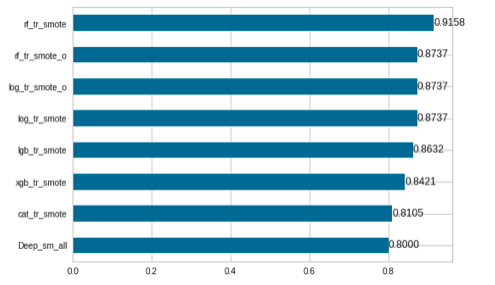 rf_tr_smote 0.9158
rf_tr_smote_o 0.8737
log_tr_smote_o 0.8737
log_tr_smote 0.8737
lgb_tr_smote 0.8632
xgb_tr_smote 0.8421
cat_tr_smote 0.8105
Deep_sm_all 0.8000
0.0 0.2 0.4 0.6 0.8